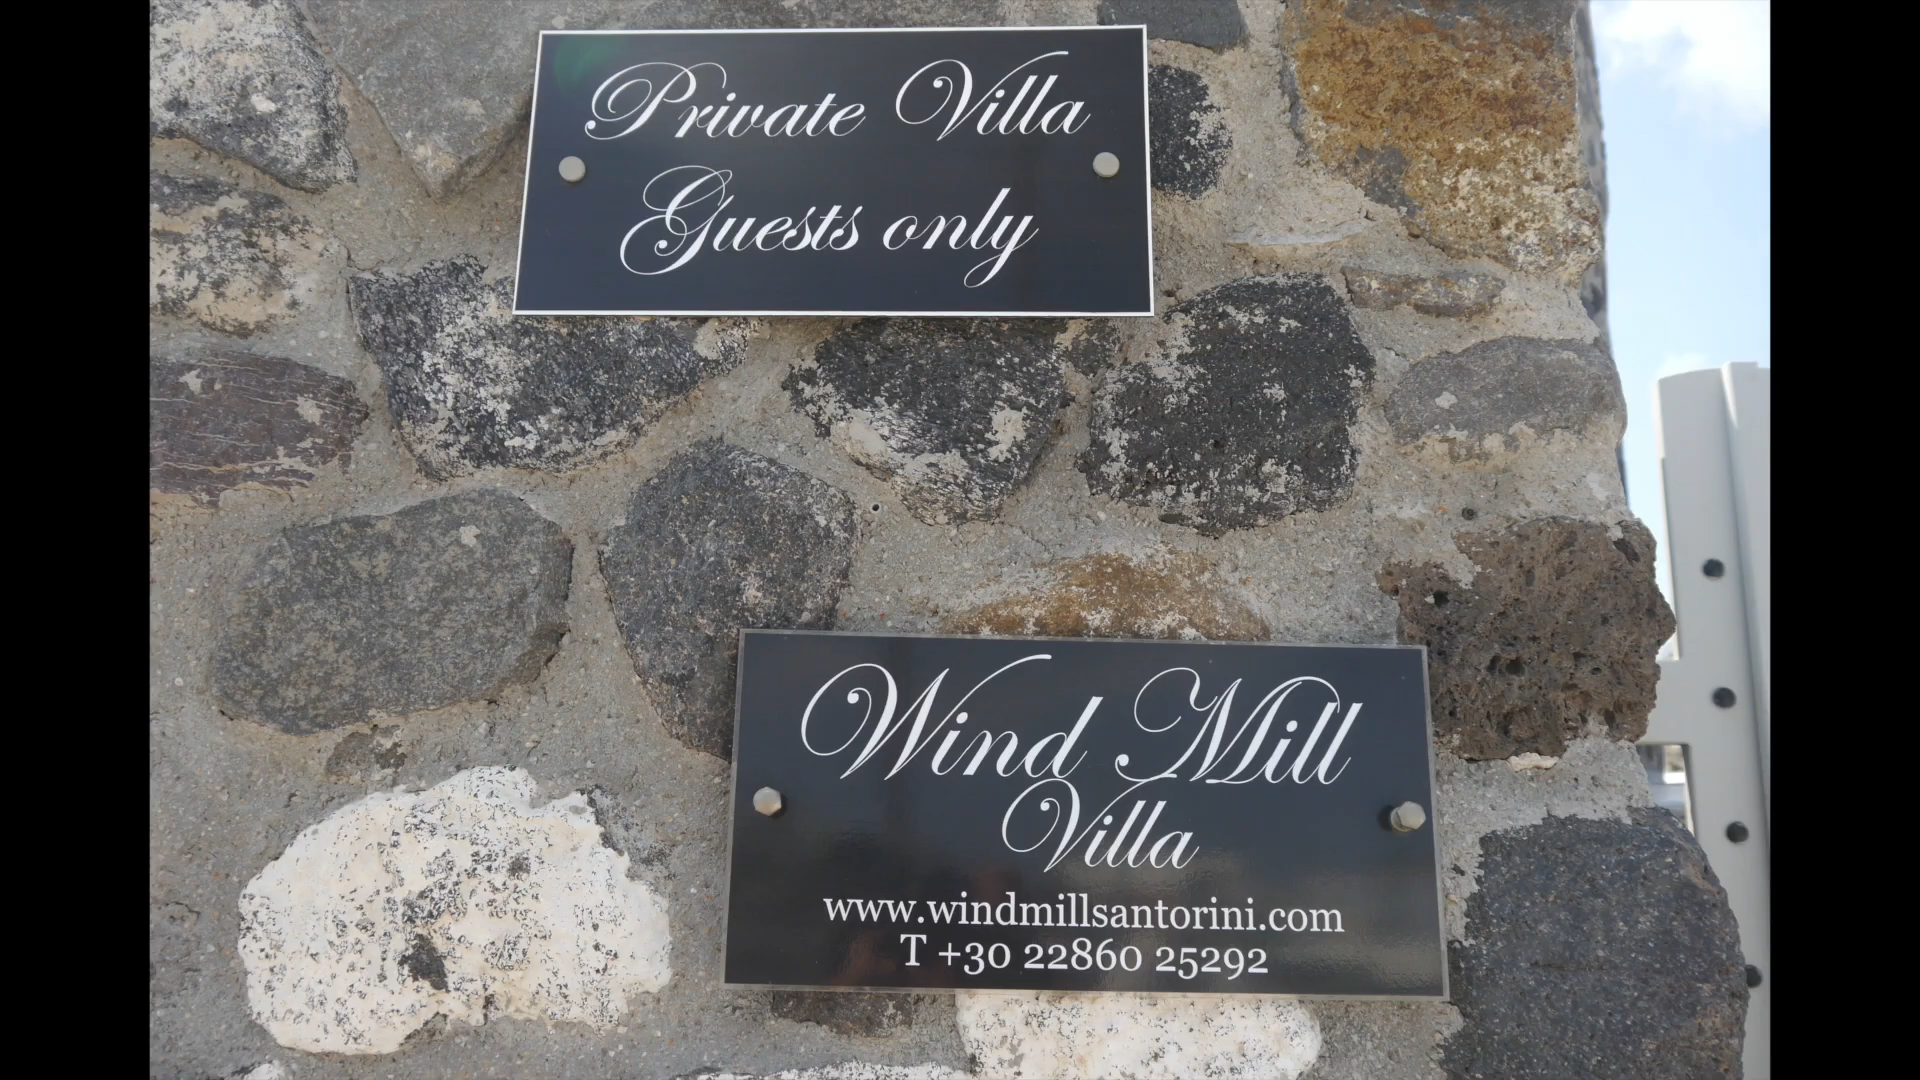 Private Villa
Guests only
Wind Mill
Villa
www.windmillsantorini.com
T +30 22860 25292